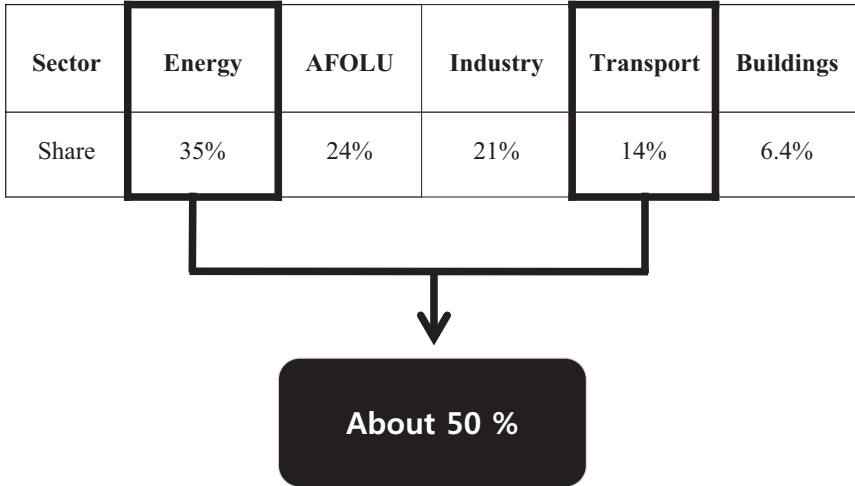 Sector Energy AFOLU Industry Transport Buildings
Share 35% 24% 21% 14% 6.4%
About 50 %